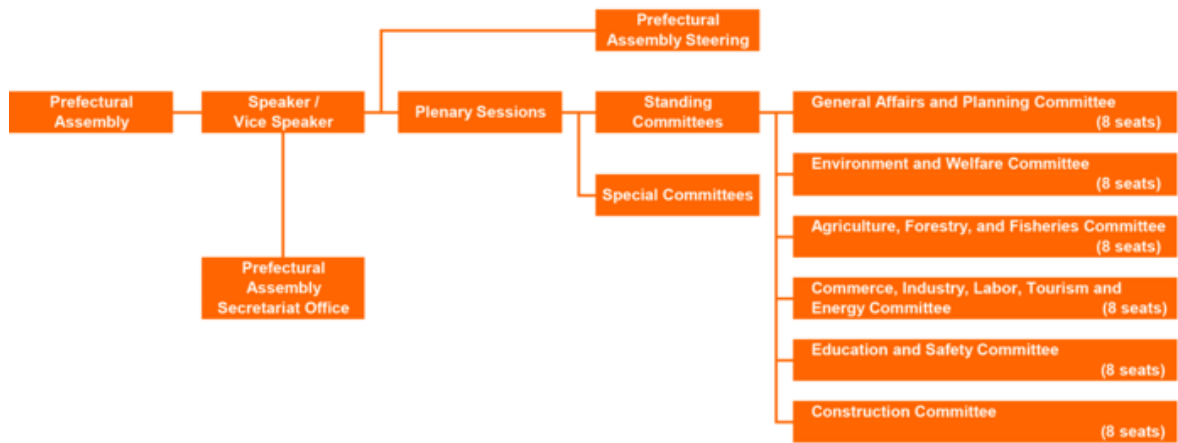 Prefectural
Assembly Steering
Prefectural
Assembly
Speaker /
Vice Speaker
Plenary Sessions
Standing
Committees
General Affairs and Planning Committee
(8 seats)
Environment and Welfare Committee
(8 seats)
Special Committees
Agriculture, Forestry, and Fisheries Committee
(8 seats)
Prefectural
Assembly
Secretariat Office
Commerce, Industry, Labor, Tourism and
Energy Committee (8 seats)
Education and Safety Committee
(8 seats)
Construction Committee
(8 seats)